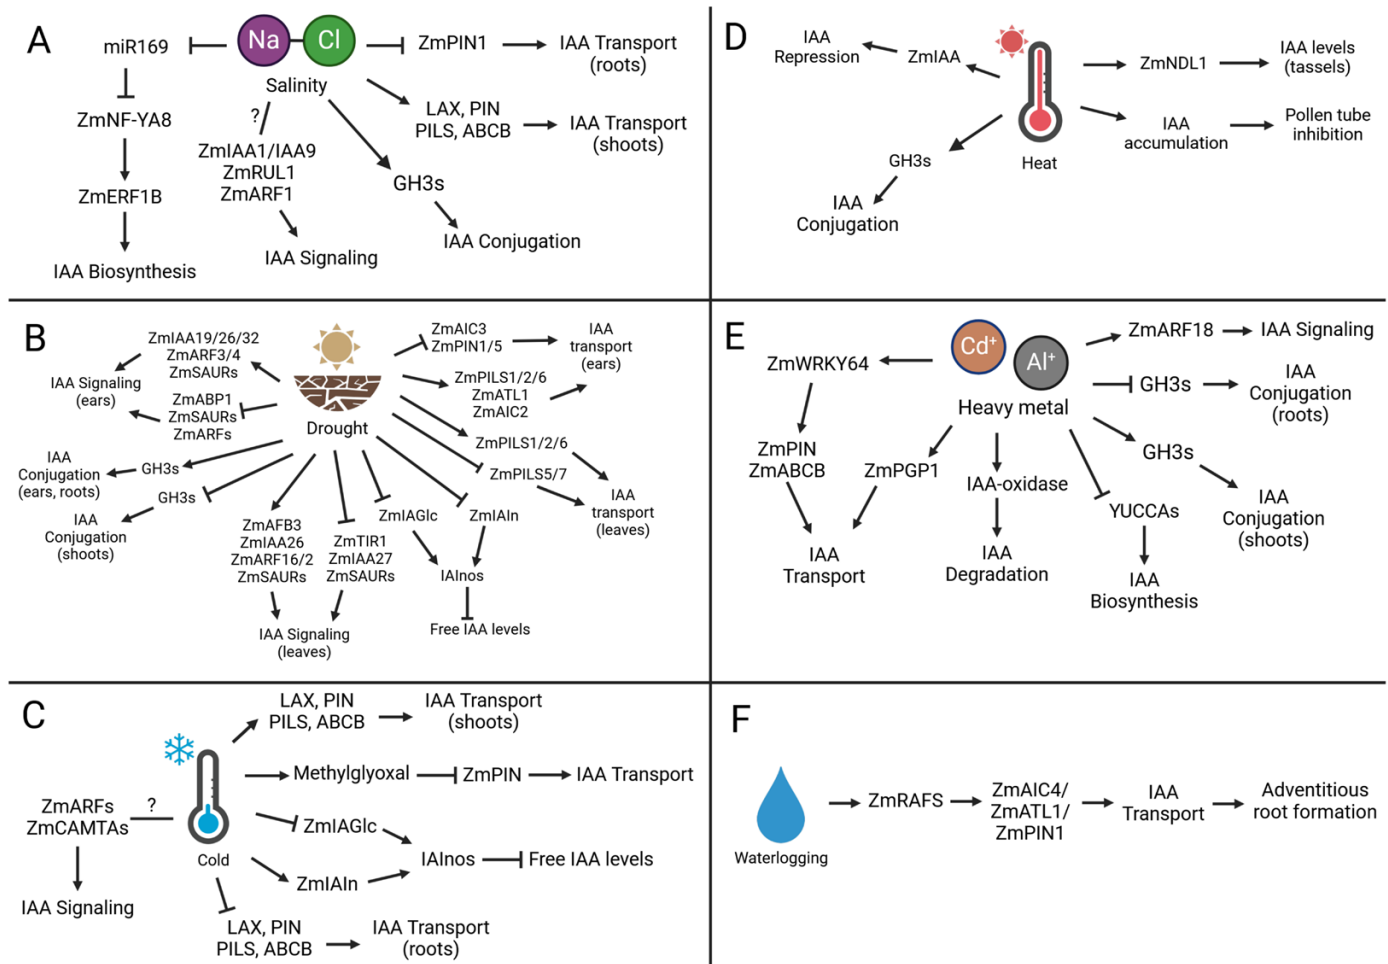 A
miR169
Na
Cl
ZmPIN1
IAA Transport
(roots)
Salinity
?
ZmNF-YA8
LAX, PIN
PILS, ABCB
IAA Transport
(shoots)
ZmIAA1/IAA9
ZmRUL1
ZmARF1
ZmERF1B
GH3s
IAA Biosynthesis
IAA Signaling
IAA Conjugation
D
IAA
Repression
ZmIAA
ZmNDL1
IAA levels
(tassels)
IAA
accumulation
Pollen tube
inhibition
Heat
GH3s
IAA
Conjugation
B
ZmIAA19/26/32
ZmARF3/4
ZmSAURs
IAA Signaling
(ears)
ZmABP1
ZmSAURs
ZmARFs
Drought
ZmAIC3
ZmPIN1/5
IAA
transport
(ears)
ZmPILS1/2/6
ZmATL1
ZmAIC2
ZmPILS1/2/6
ZmPILS5/7
IAA
transport
(leaves)
IAA
Conjugation
(ears, roots)
GH3s
GH3s
IAA
Conjugation
(shoots)
ZmAFB3
ZmIAA26
ZmARF16/2
ZmSAURs
ZmTIR1
ZmIAA27
ZmSAURs
IAA Signaling
(leaves)
ZmIAGlc
ZmIAIn
IAInos
Free IAA levels
E
Cd+
Al+
Heavy metal
ZmWRKY64
ZmARF18
IAA Signaling
GH3s
IAA
Conjugation
(roots)
ZmPIN
ZmABCB
ZmPGP1
IAA-oxidase
GH3s
YUCCAs
IAA
Conjugation
(shoots)
IAA
Transport
IAA
Degradation
IAA
Biosynthesis
C
LAX, PIN
PILS, ABCB
IAA Transport
(shoots)
Methylglyoxal
ZmPIN
IAA Transport
ZmARFs
ZmCAMTAs
?
Cold
ZmIAGlc
ZmIAIn
IAInos
Free IAA levels
IAA Signaling
LAX, PIN
PILS, ABCB
IAA Transport
(roots)
F
Waterlogging
ZmRAFS
ZmAIC4/
ZmATL1/
ZmPIN1
IAA
Transport
Adventitious
root formation